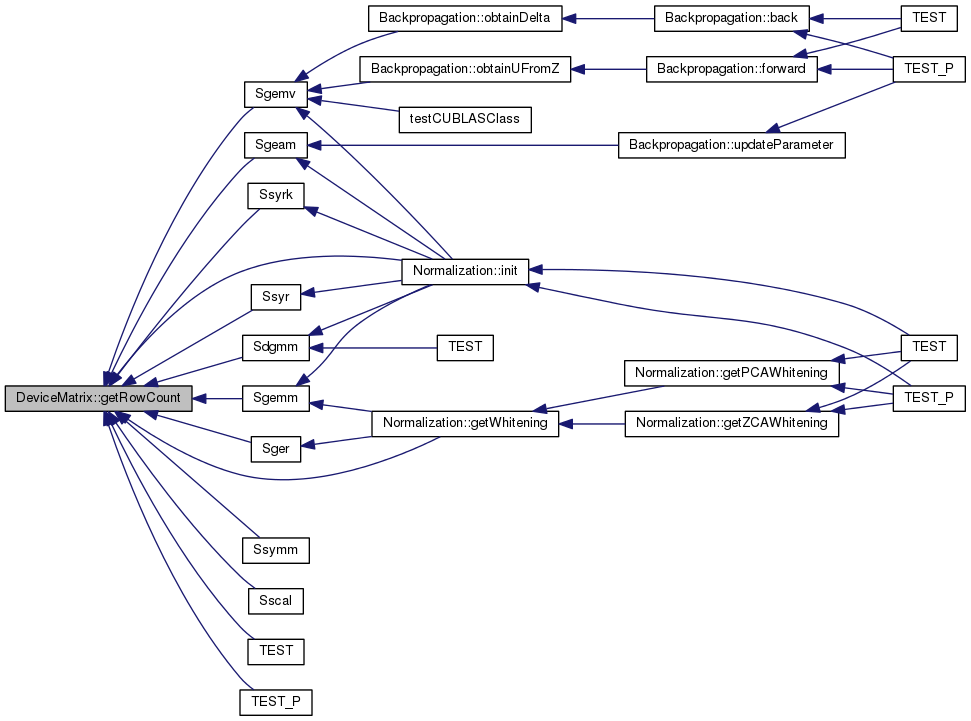 Backpropagation::obtainDelta
Backpropagation::back
TEST
Backpropagation::obtainUFromZ
Backpropagation::forward
TEST_P
Sgemv
testCUBLASClass
Sgeam
Backpropagation::updateParameter
Ssyrk
Normalization::init
Ssyr
Sdgmm
TEST
TEST
Normalization::getPCAWhitening
DeviceMatrix::getRowCount
Sgemm
TEST_P
Normalization::getWhitening
Normalization::getZCAWhitening
Sger
Ssymm
Sscal
TEST
TEST_P